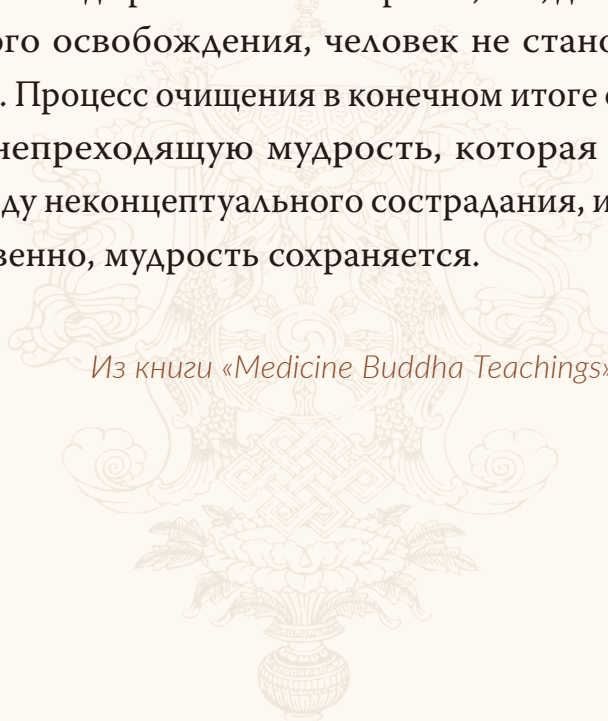 ого освобождения, человек не стано
. Процесс очищения в конечном итоге
непреходящую мудрость, которая
ду неконцептуального сострадания, и
венно, мудрость сохраняется.
Из книги «Medicine Buddha Teachings»